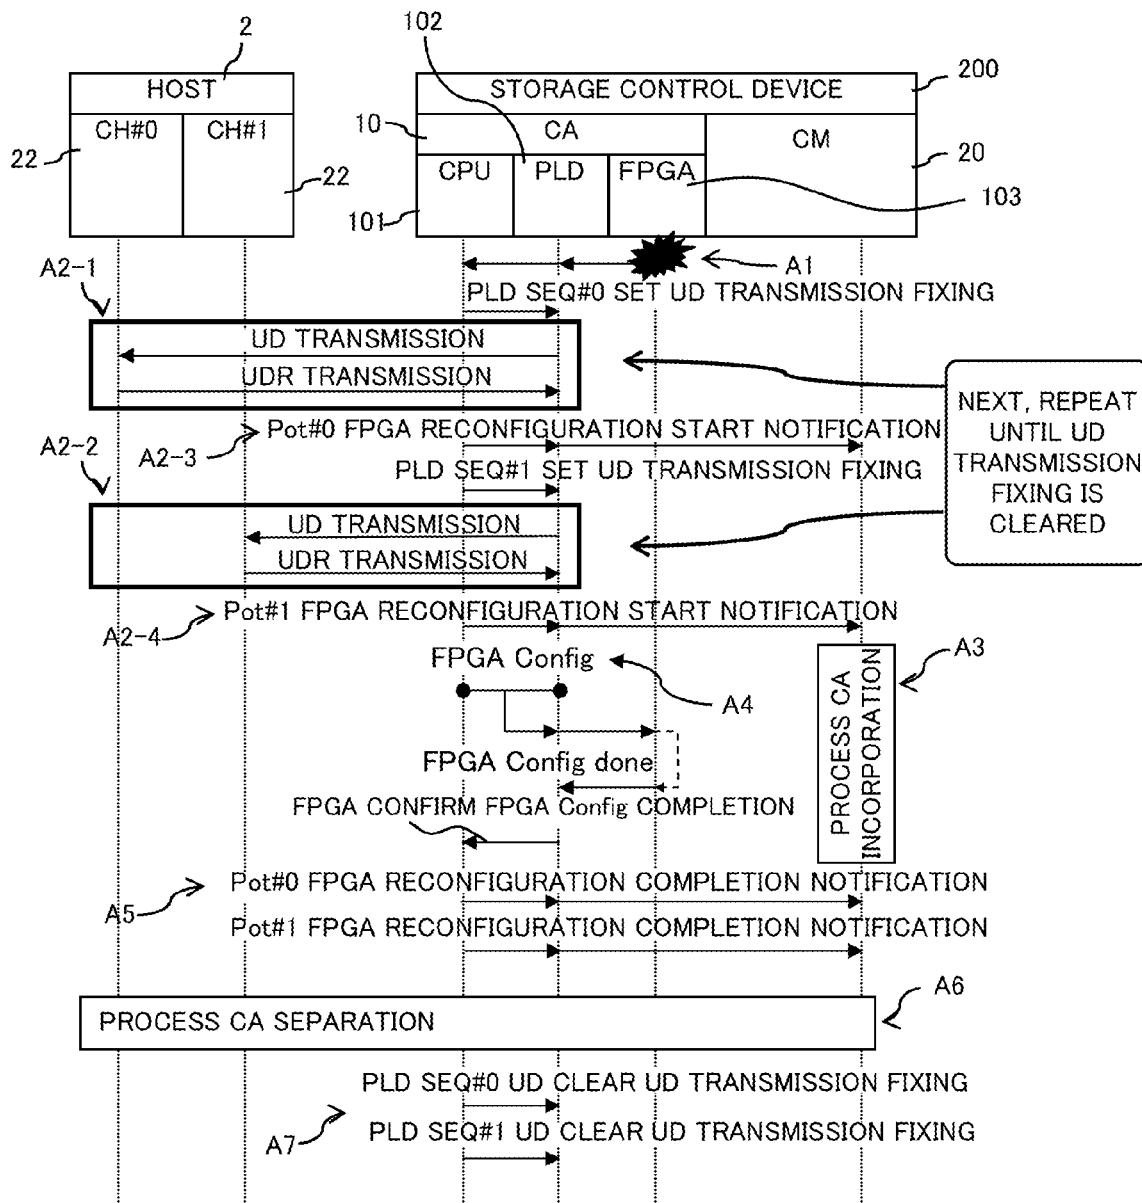 2
102
HOST
STORAGE CONTROL DEVICE
200
CH#0
CH#1
10
CA
CM
22
22
CPU
PLD
FPGA
20
101
103
A2-1
A1
PLD SEQ#0 SET UD TRANSMISSION FIXING
UD TRANSMISSION
UDR TRANSMISSION
NEXT, REPEAT
UNTIL UD
TRANSMISSION
FIXING IS
CLEARED
A2-2
A2-3
Pot#0 FPGA RECONFIGURATION START NOTIFICATION
PLD SEQ#1 SET UD TRANSMISSION FIXING
UD TRANSMISSION
UDR TRANSMISSION
A2-4
Pot#1 FPGA RECONFIGURATION START NOTIFICATION
FPGA Config
A3
A4
PROCESS CA
INCORPORATION
FPGA Config done
FPGA CONFIRM FPGA Config COMPLETION
Pot#0 FPGA RECONFIGURATION COMPLETION NOTIFICATION
A5
Pot#1 FPGA RECONFIGURATION COMPLETION NOTIFICATION
A6
PROCESS CA SEPARATION
PLD SEQ#0 UD CLEAR UD TRANSMISSION FIXING
A7
PLD SEQ#1 UD CLEAR UD TRANSMISSION FIXING